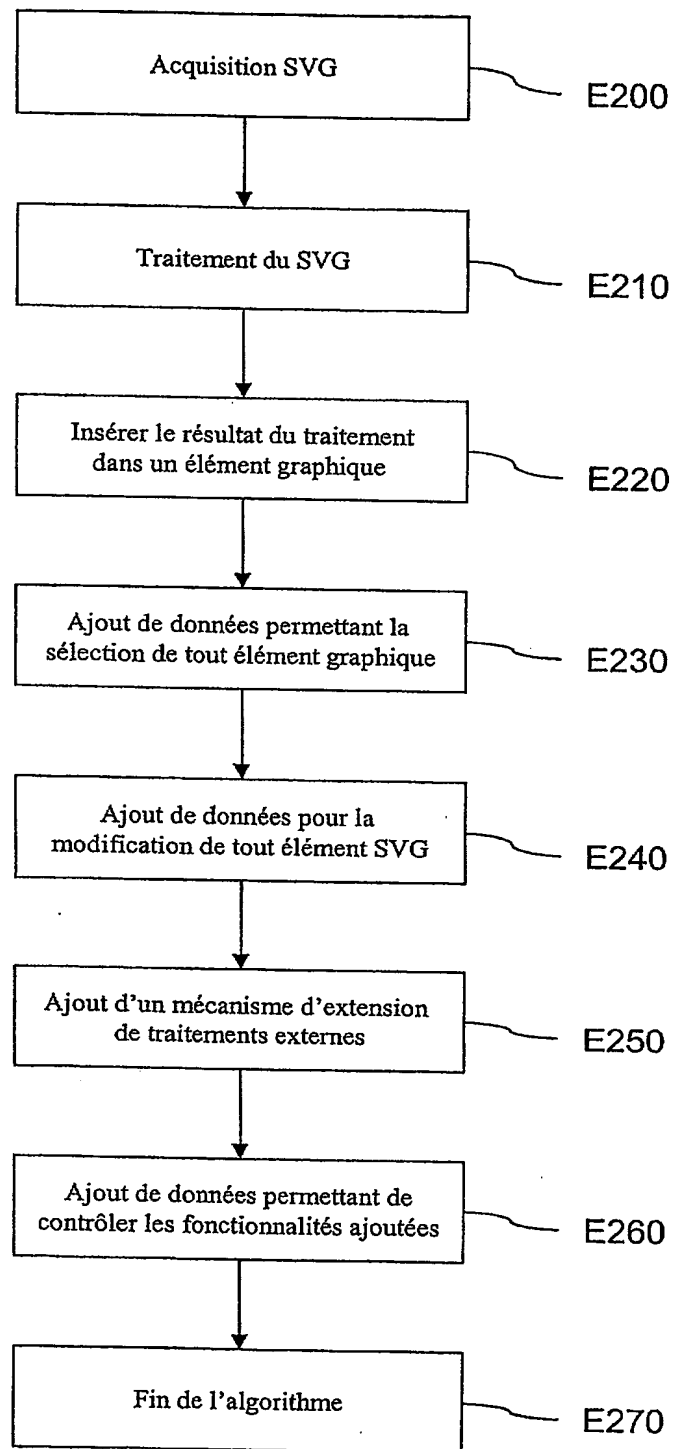 Acquisition SVG
E200
Traitement du SVG
E210
Insérer le résultat du traitement
dans un élément graphique
E220
Ajout de données permettant la
sélection de tout élément graphique
E230
Ajout de données pour la
modification de tout élément SVG
E240
Ajout d'un mécanisme d'extension
de traitements externes
E250
Ajout de données permettant de
contrôler les fonctionnalités ajoutées
E260
Fin de l'algorithme
E270